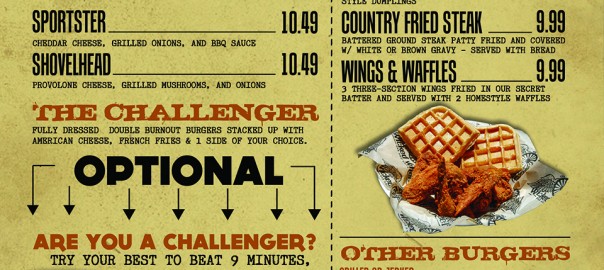 SPORTSTER 10.49
CHEDDAR CHEESE, GRILLED ONIONS, AND BBQ SAUCE
SHOVELHEAD 10.49
PROVOLONE CHEESE, GRILLED MUSHROOMS, AND ONIONS
THE CHALLENGER
FULLY DRESSED DOUBLE BURNOUT BURGERS STACKED UP WITH
AMERICAN CHEESE, FRENCH FRIES & 1 SIDE OF YOUR CHOICE.
OPTIONAL
ARE YOU A CHALLENGER?
TRY YOUR BEST TO BEAT 9 MINUTES,
STYLE DUMPLINGS
COUNTRY FRIED STEAK 9.99
BATTERED GROUND STEAK PATTY FRIED AND COVERED
W/ WHITE OR BROWN GRAVY - SERVED WITH BREAD
WINGS & WAFFLES 9.99
3 THREE-SECTION WINGS FRIED IN OUR SECRET
BATTER AND SERVED WITH 2 HOMESTYLE WAFFLES
OTHER BURGERS
GRILLED OR JERKED